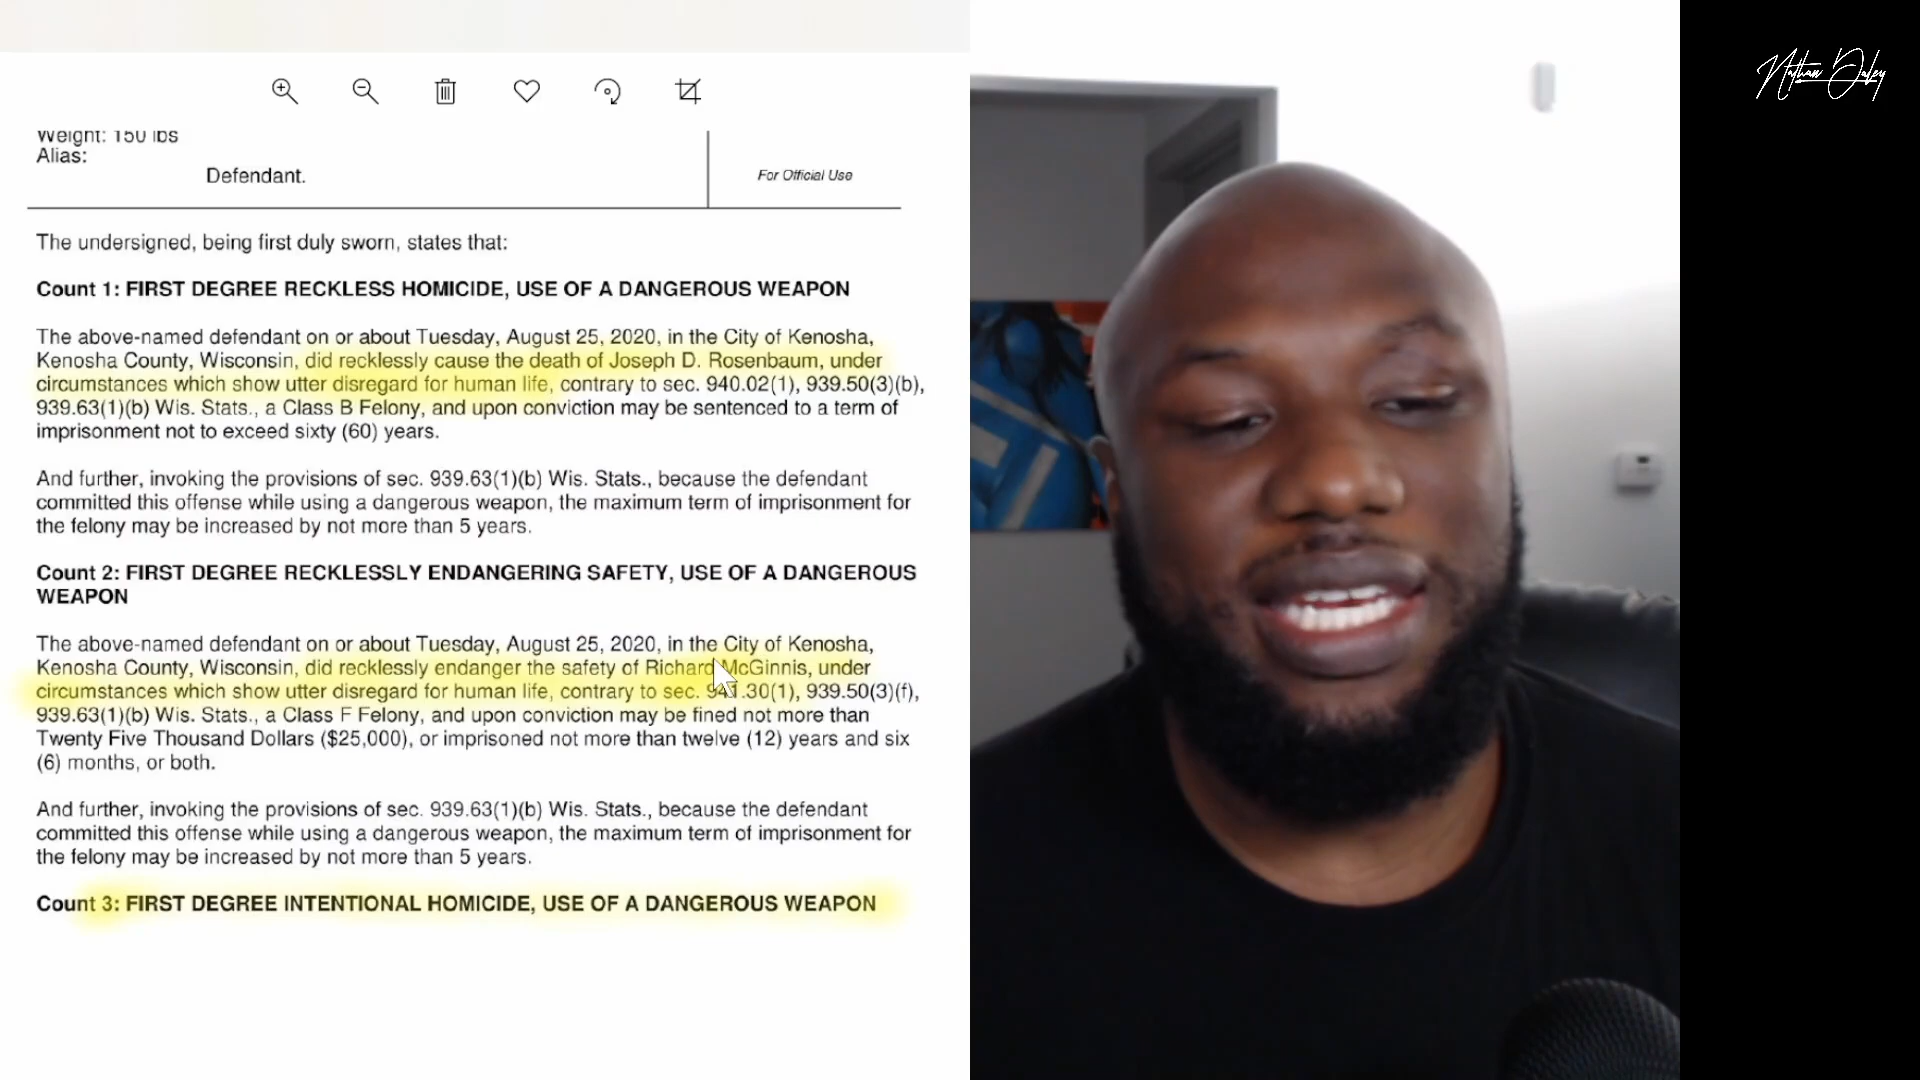 Weight: 150 lbs
Alias:
Defendant.
For Official Use
The undersigned, being first duly sworn, states that:
Count 1: FIRST DEGREE RECKLESS HOMICIDE, USE OF A DANGEROUS WEAPON
The above-named defendant on or about Tuesday, August 25, 2020, in the City of Kenosha,
Kenosha County, Wisconsin, did recklessly cause the death of Joseph D. Rosenbaum, under
circumstances which show utter disregard for human life, contrary to sec. 940.02(1), 939.50(3)(b),
939.63(1)(b) Wis. Stats., a Class B Felony, and upon conviction may be sentenced to a term of
imprisonment not to exceed sixty (60) years.
And further, invoking the provisions of sec. 939.63(1)(b) Wis. Stats., because the defendant
committed this offense while using a dangerous weapon, the maximum term of imprisonment for
the felony may be increased by not more than 5 years.
Count 2: FIRST DEGREE RECKLESSLY ENDANGERING SAFETY, USE OF A DANGEROUS
WEAPON
The above-named defendant on or about Tuesday, August 25, 2020, in the City of Kenosha,
Kenosha County, Wisconsin, did recklessly endanger the safety of Richard McGinnis, under
circumstances which show utter disregard for human life, contrary to sec. 941.30(1), 939.50(3)(f),
939.63(1)(b) Wis. Stats., a Class F Felony, and upon conviction may be fined not more than
Twenty Five Thousand Dollars ($25,000), or imprisoned not more than twelve (12) years and six
(6) months, or both.
And further, invoking the provisions of sec. 939.63(1)(b) Wis. Stats., because the defendant
committed this offense while using a dangerous weapon, the maximum term of imprisonment for
the felony may be increased by not more than 5 years.
Count 3: FIRST DEGREE INTENTIONAL HOMICIDE, USE OF A DANGEROUS WEAPON
Nathan Daley